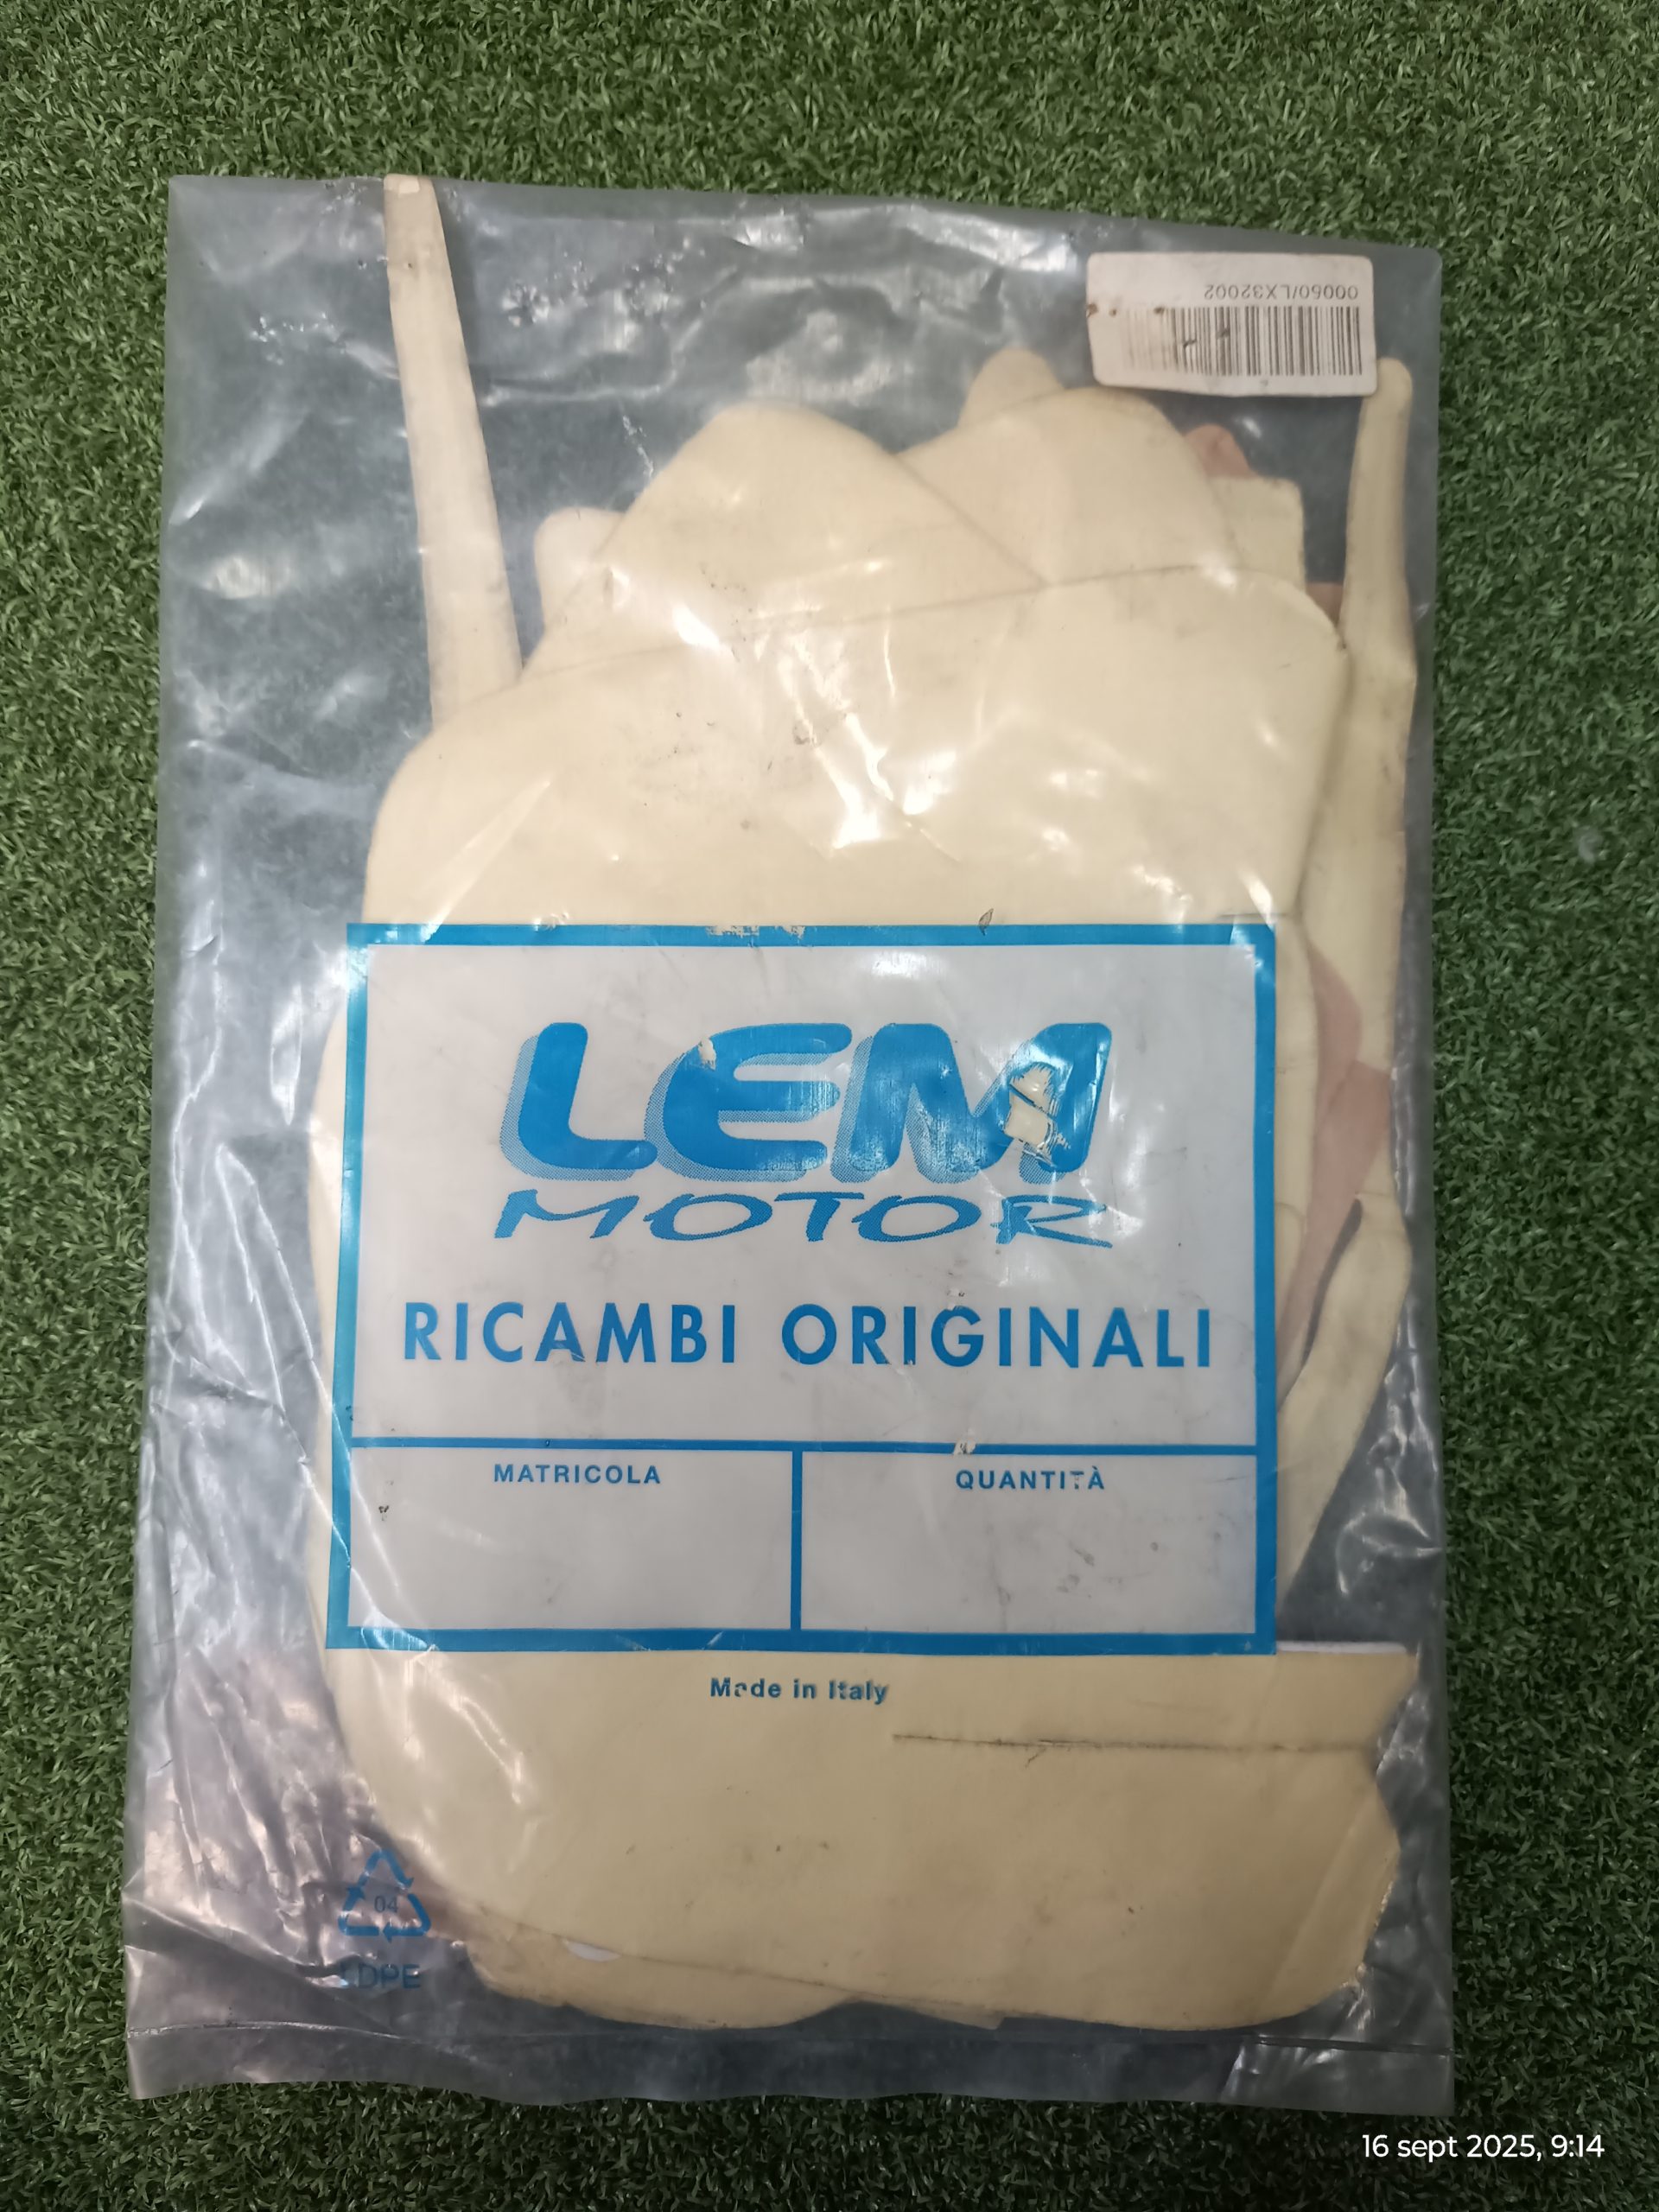 00060/LX32002
LEM
MOTOR
RICAMBI ORIGINALI
MATRICOLA
QUANTITÀ
Made in Italy
04
LDPE
16 sept 2025, 9:14